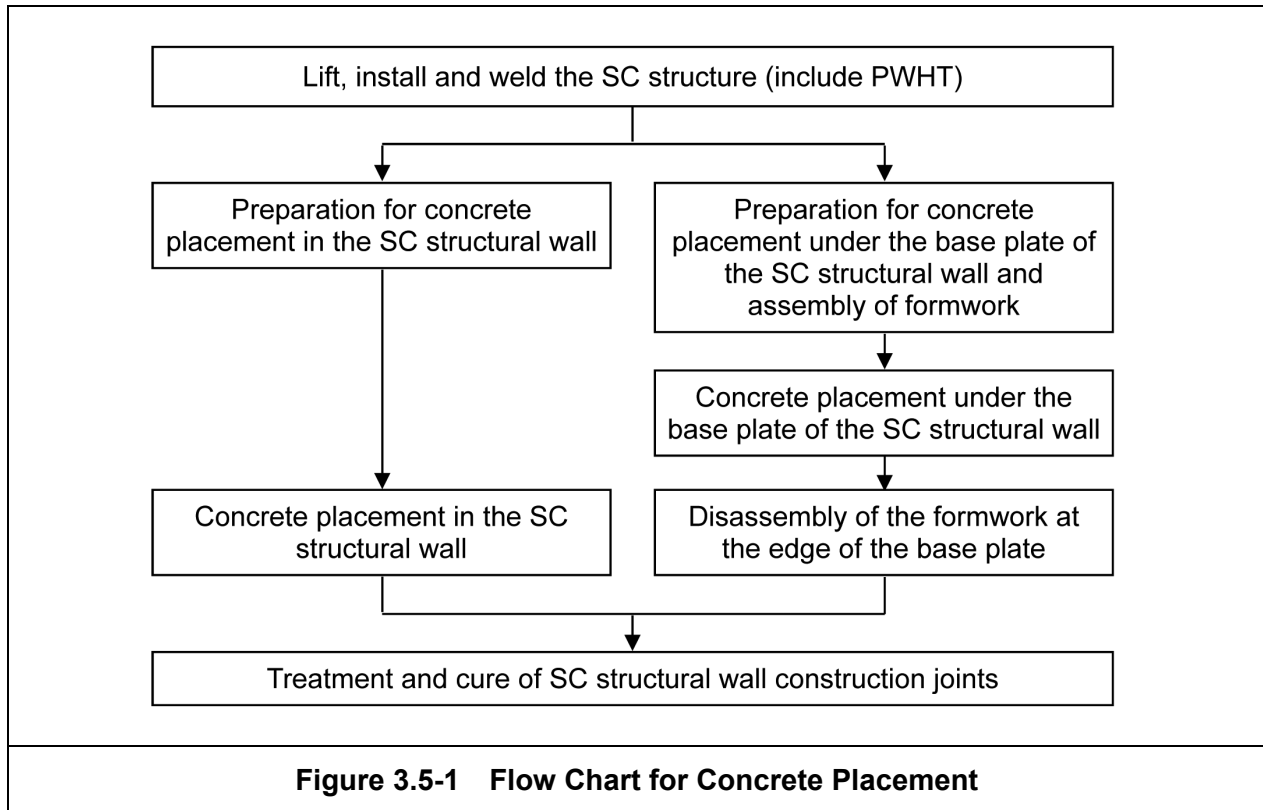 Lift, install and weld the SC structure (include PWHT)
Preparation for concrete
placement in the SC structural wall
Preparation for concrete
placement under the base plate of
the SC structural wall and
assembly of formwork
Concrete placement under the
base plate of the SC structural wall
Concrete placement in the SC
structural wall
Disassembly of the formwork at
the edge of the base plate
Treatment and cure of SC structural wall construction joints
Figure 3.5-1 Flow Chart for Concrete Placement